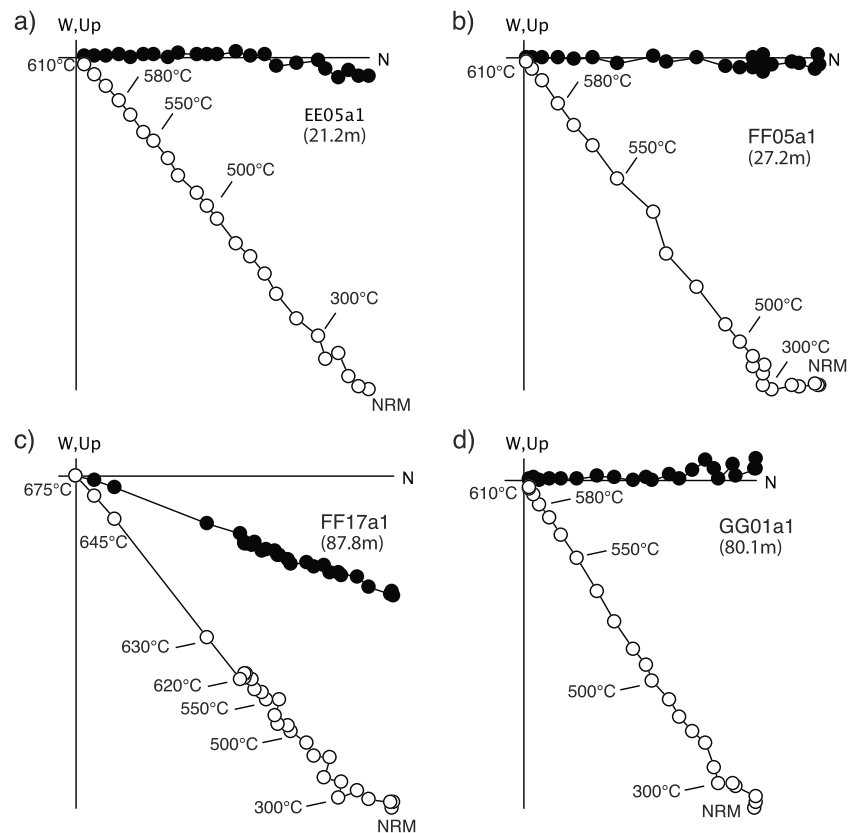 a)
W,Up
N
610°C
580°C
550°C
EE05a1
(21.2m)
500°C
300°C
NRM
b)
W,Up
N
610°C
580°C
FF05a1
(27.2m)
550°C
500°C
300°C
NRM
c)
W,Up
N
675°C
FF17a1
(87.8m)
645°C
630°C
620°C
550°C
500°C
300°C
NRM
d)
W,Up
N
610°C
580°C
GG01a1
(80.1m)
550°C
500°C
300°C
NRM